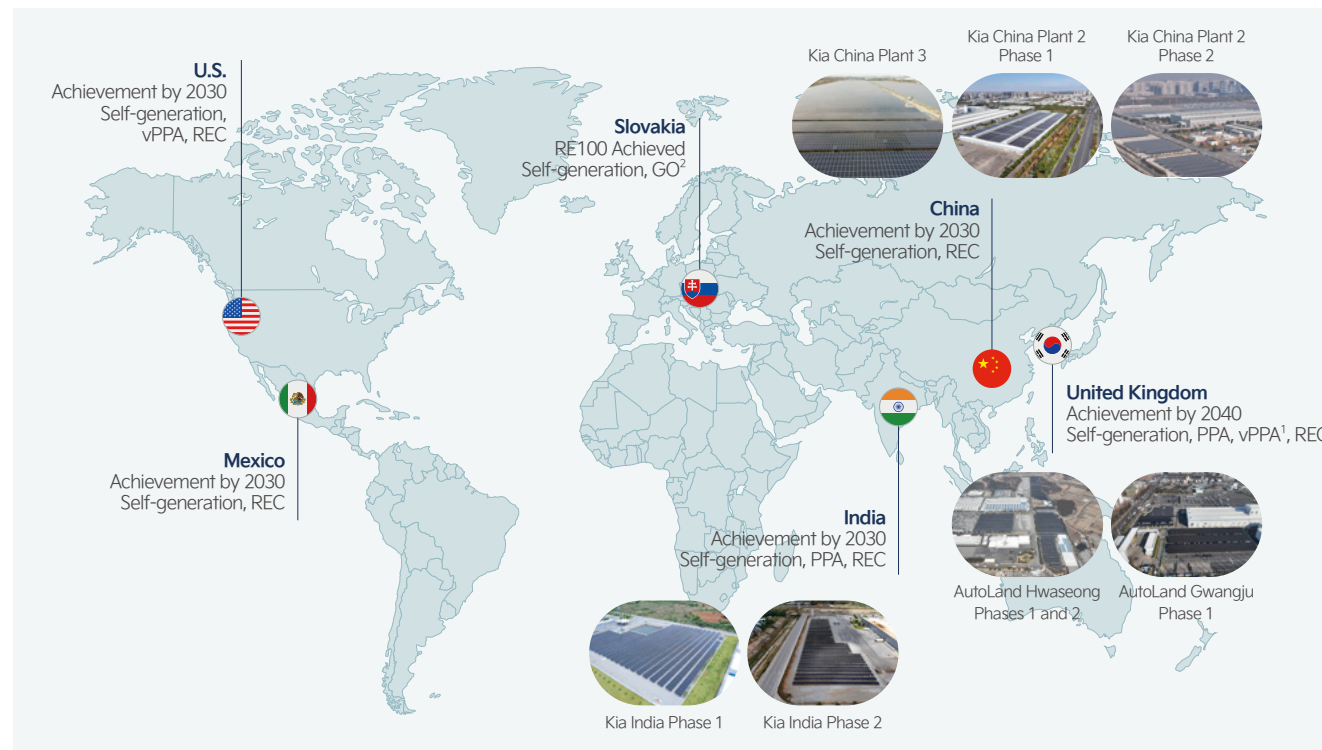 U.S.
Achievement by 2030
Self-generation,
vPPA, REC
Slovakia
RE100 Achieved
Self-generation, GO²
Kia China Plant 3
Kia China Plant 2
Phase 1
Kia China Plant 2
Phase 2
China
Achievement by 2030
Self-generation, REC
United Kingdom
Achievement by 2040
Self-generation, PPA, vPPA¹, REC
Mexico
Achievement by 2030
Self-generation, REC
India
Achievement by 2030
Self-generation, PPA, REC
AutoLand Hwaseong
Phases 1 and 2
AutoLand Gwangju
Phase 1
Kia India Phase 1
Kia India Phase 2